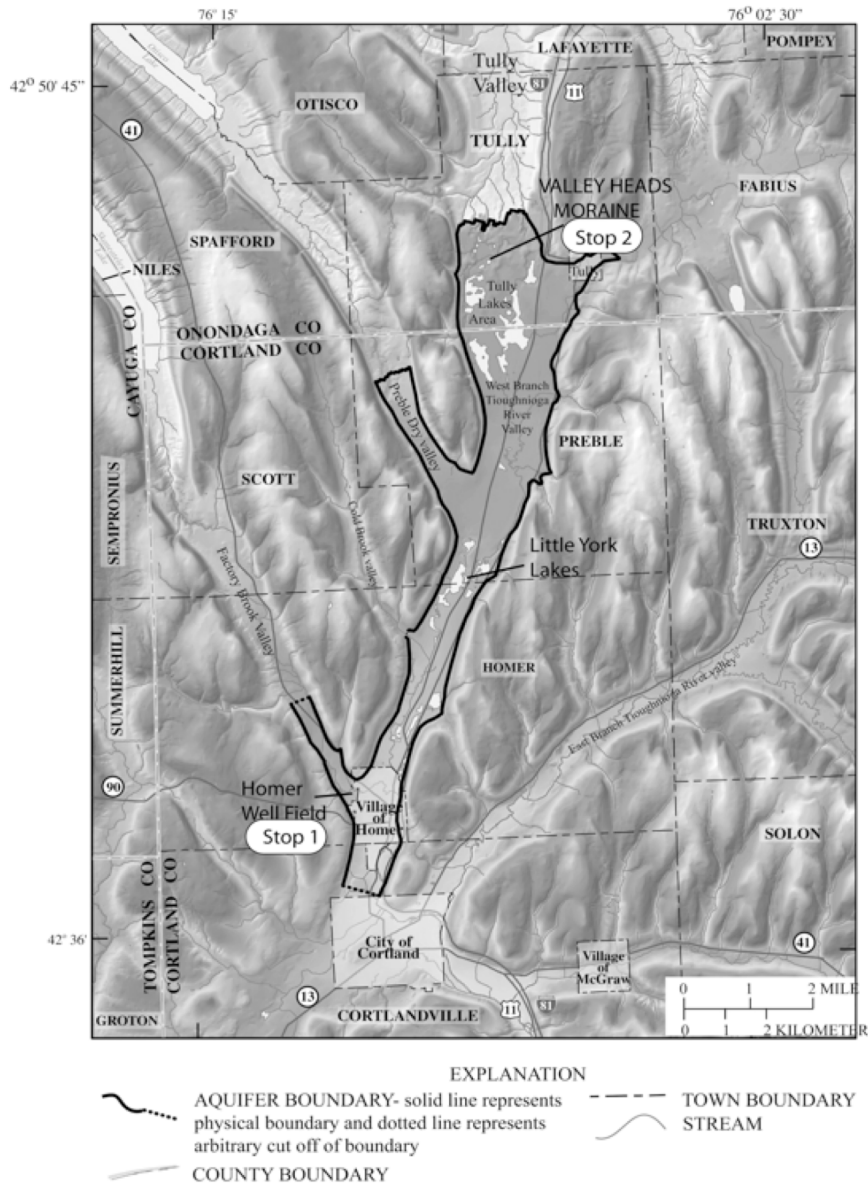 76° 15'
76° 02' 30"
42° 50' 45"
LAFAYETTE
POMPEY
Tully
Valley
81
11
OTISCO
41
TULLY
VALLEY HEADS
MORAINE
FABIUS
Stop 2
SPAFFORD
Tully
NILES
Tully
Lakes
Area
ONONDAGA CO
CORTLAND CO
CAYUGA CO
West Branch
Tioughnioga
River
Valley
Preble Dry valley
PREBLE
SCOTT
SEMPRONIUS
Cold Brook valley
TRUXTON
13
Little York
Lakes
Factory Brook Valley
SUMMERHILL
HOMER
East Branch Tioughnioga River valley
90
Homer
Well Field
Village
of
Homer
Stop 1
SOLON
TOMPKINS CO
CORTLAND CO
42° 36'
City of
Cortland
Village
of
McGraw
41
13
GROTON
CORTLANDVILLE
11
81
0 1 2 MILE
0 1 2 KILOMETER
EXPLANATION
AQUIFER BOUNDARY- solid line represents
physical boundary and dotted line represents
arbitrary cut off of boundary
COUNTY BOUNDARY
TOWN BOUNDARY
STREAM